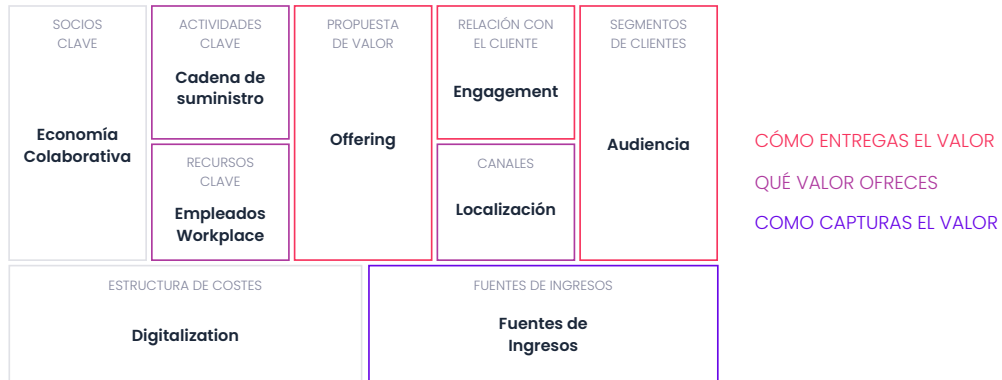 SOCIOS
CLAVE
Economía
Colaborativa
ACTIVIDADES
CLAVE
Cadena de
suministro
RECURSOS
CLAVE
Empleados
Workplace
PROPUESTA
DE VALOR
Offering
RELACIÓN CON
EL CLIENTE
Engagement
CANALES
Localización
SEGMENTOS
DE CLIENTES
Audiencia
ESTRUCTURA DE COSTES
Digitalization
FUENTES DE INGRESOS
Fuentes de
Ingresos
CÓMO ENTREGAS EL VALOR
QUÉ VALOR OFRECES
COMO CAPTURAS EL VALOR